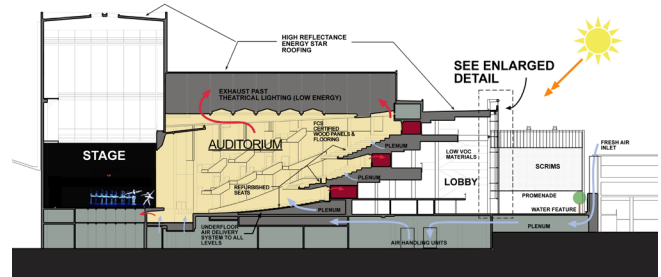 HIGH REFLECTANCE
ENERGY STAR
ROOFING
SEE ENLARGED
DETAIL
EXHAUST PAST
THEATRICAL LIGHTING (LOW ENERGY)
FCS
CERTIFIED
WOOD PANELS &
FLOORING
AUDITORIUM
STAGE
PLENUM
LOW VOC
MATERIALS
FRESH AIR
INLET
SCRIMS
PLENUM
LOBBY
REFURBISHED
SEATS
PROMENADE
PLENUM
WATER FEATURE
UNDERFLOOR
AIR DELIVERY
SYSTEM TO ALL
LEVELS
PLENUM
AIR HANDLING UNITS